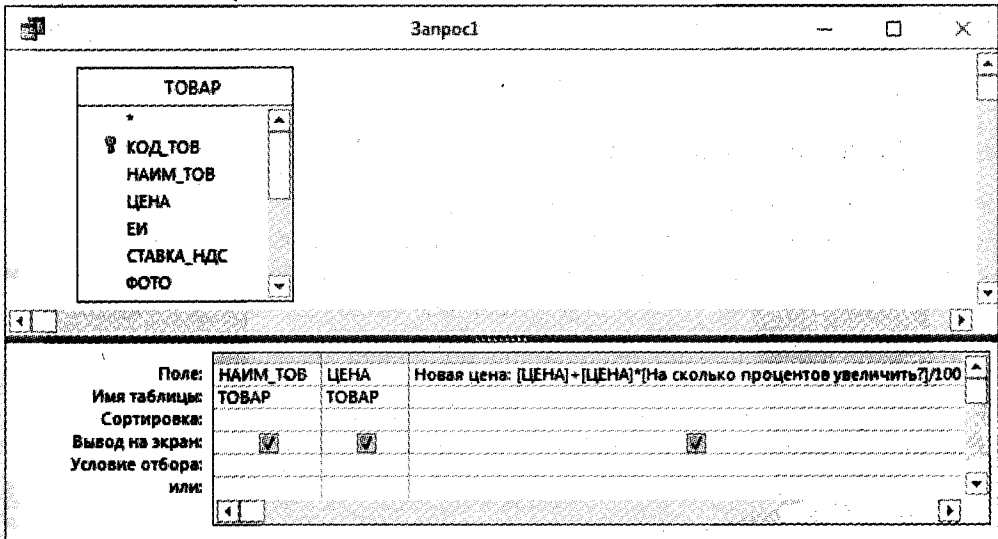 Запрос1
ТОВАР
*
КОД_ТОВ
НАИМ_ТОВ
ЦЕНА
ЕИ
СТАВКА_НДС
ФОТО
Поле: НАИМ_ТОВ ЦЕНА Новая цена: [ЦЕНА]+[ЦЕНА]*[На сколько процентов увеличить?]/100
Имя таблицы: ТОВАР ТОВАР
Сортировка:
Вывод на экран:
Условие отбора:
или: